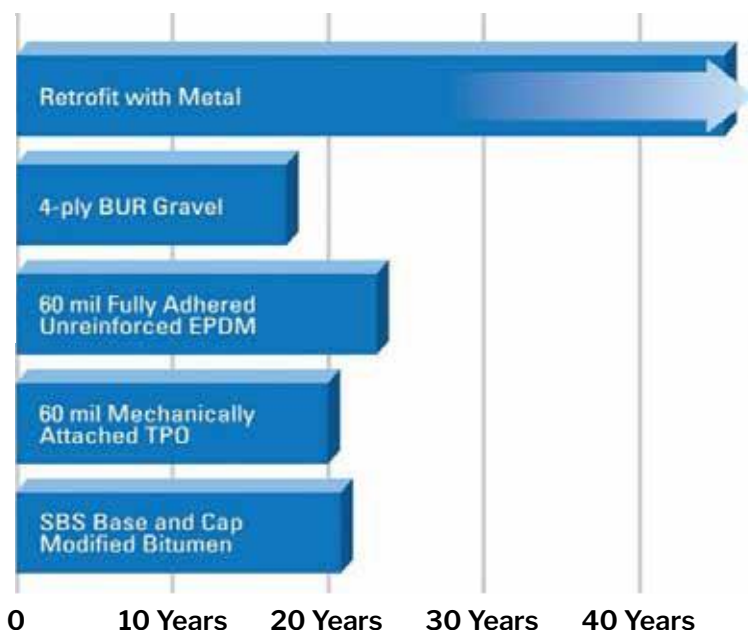 Retrofit with Metal
4-ply BUR Gravel
60 mil Fully Adhered
Unreinforced EPDM
60 mil Mechanically
Attached TPO
SBS Base and Cap
Modified Bitumen
0 10 Years 20 Years 30 Years 40 Years